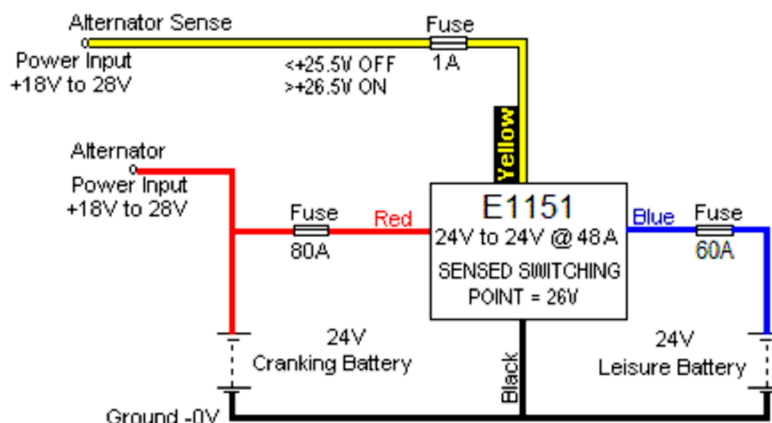 Alternator Sense
Power Input
+18V to 28V
<+25.5V OFF
>+26.5V ON
Fuse
1A
Yellow
Alternator
Power Input
+18V to 28V
Fuse
80A
Red
E1151
24V to 24V @ 48A
SENSED SWITCHING
POINT = 26V
Blue
Fuse
60A
24V
Cranking Battery
Black
24V
Leisure Battery
Ground -0V